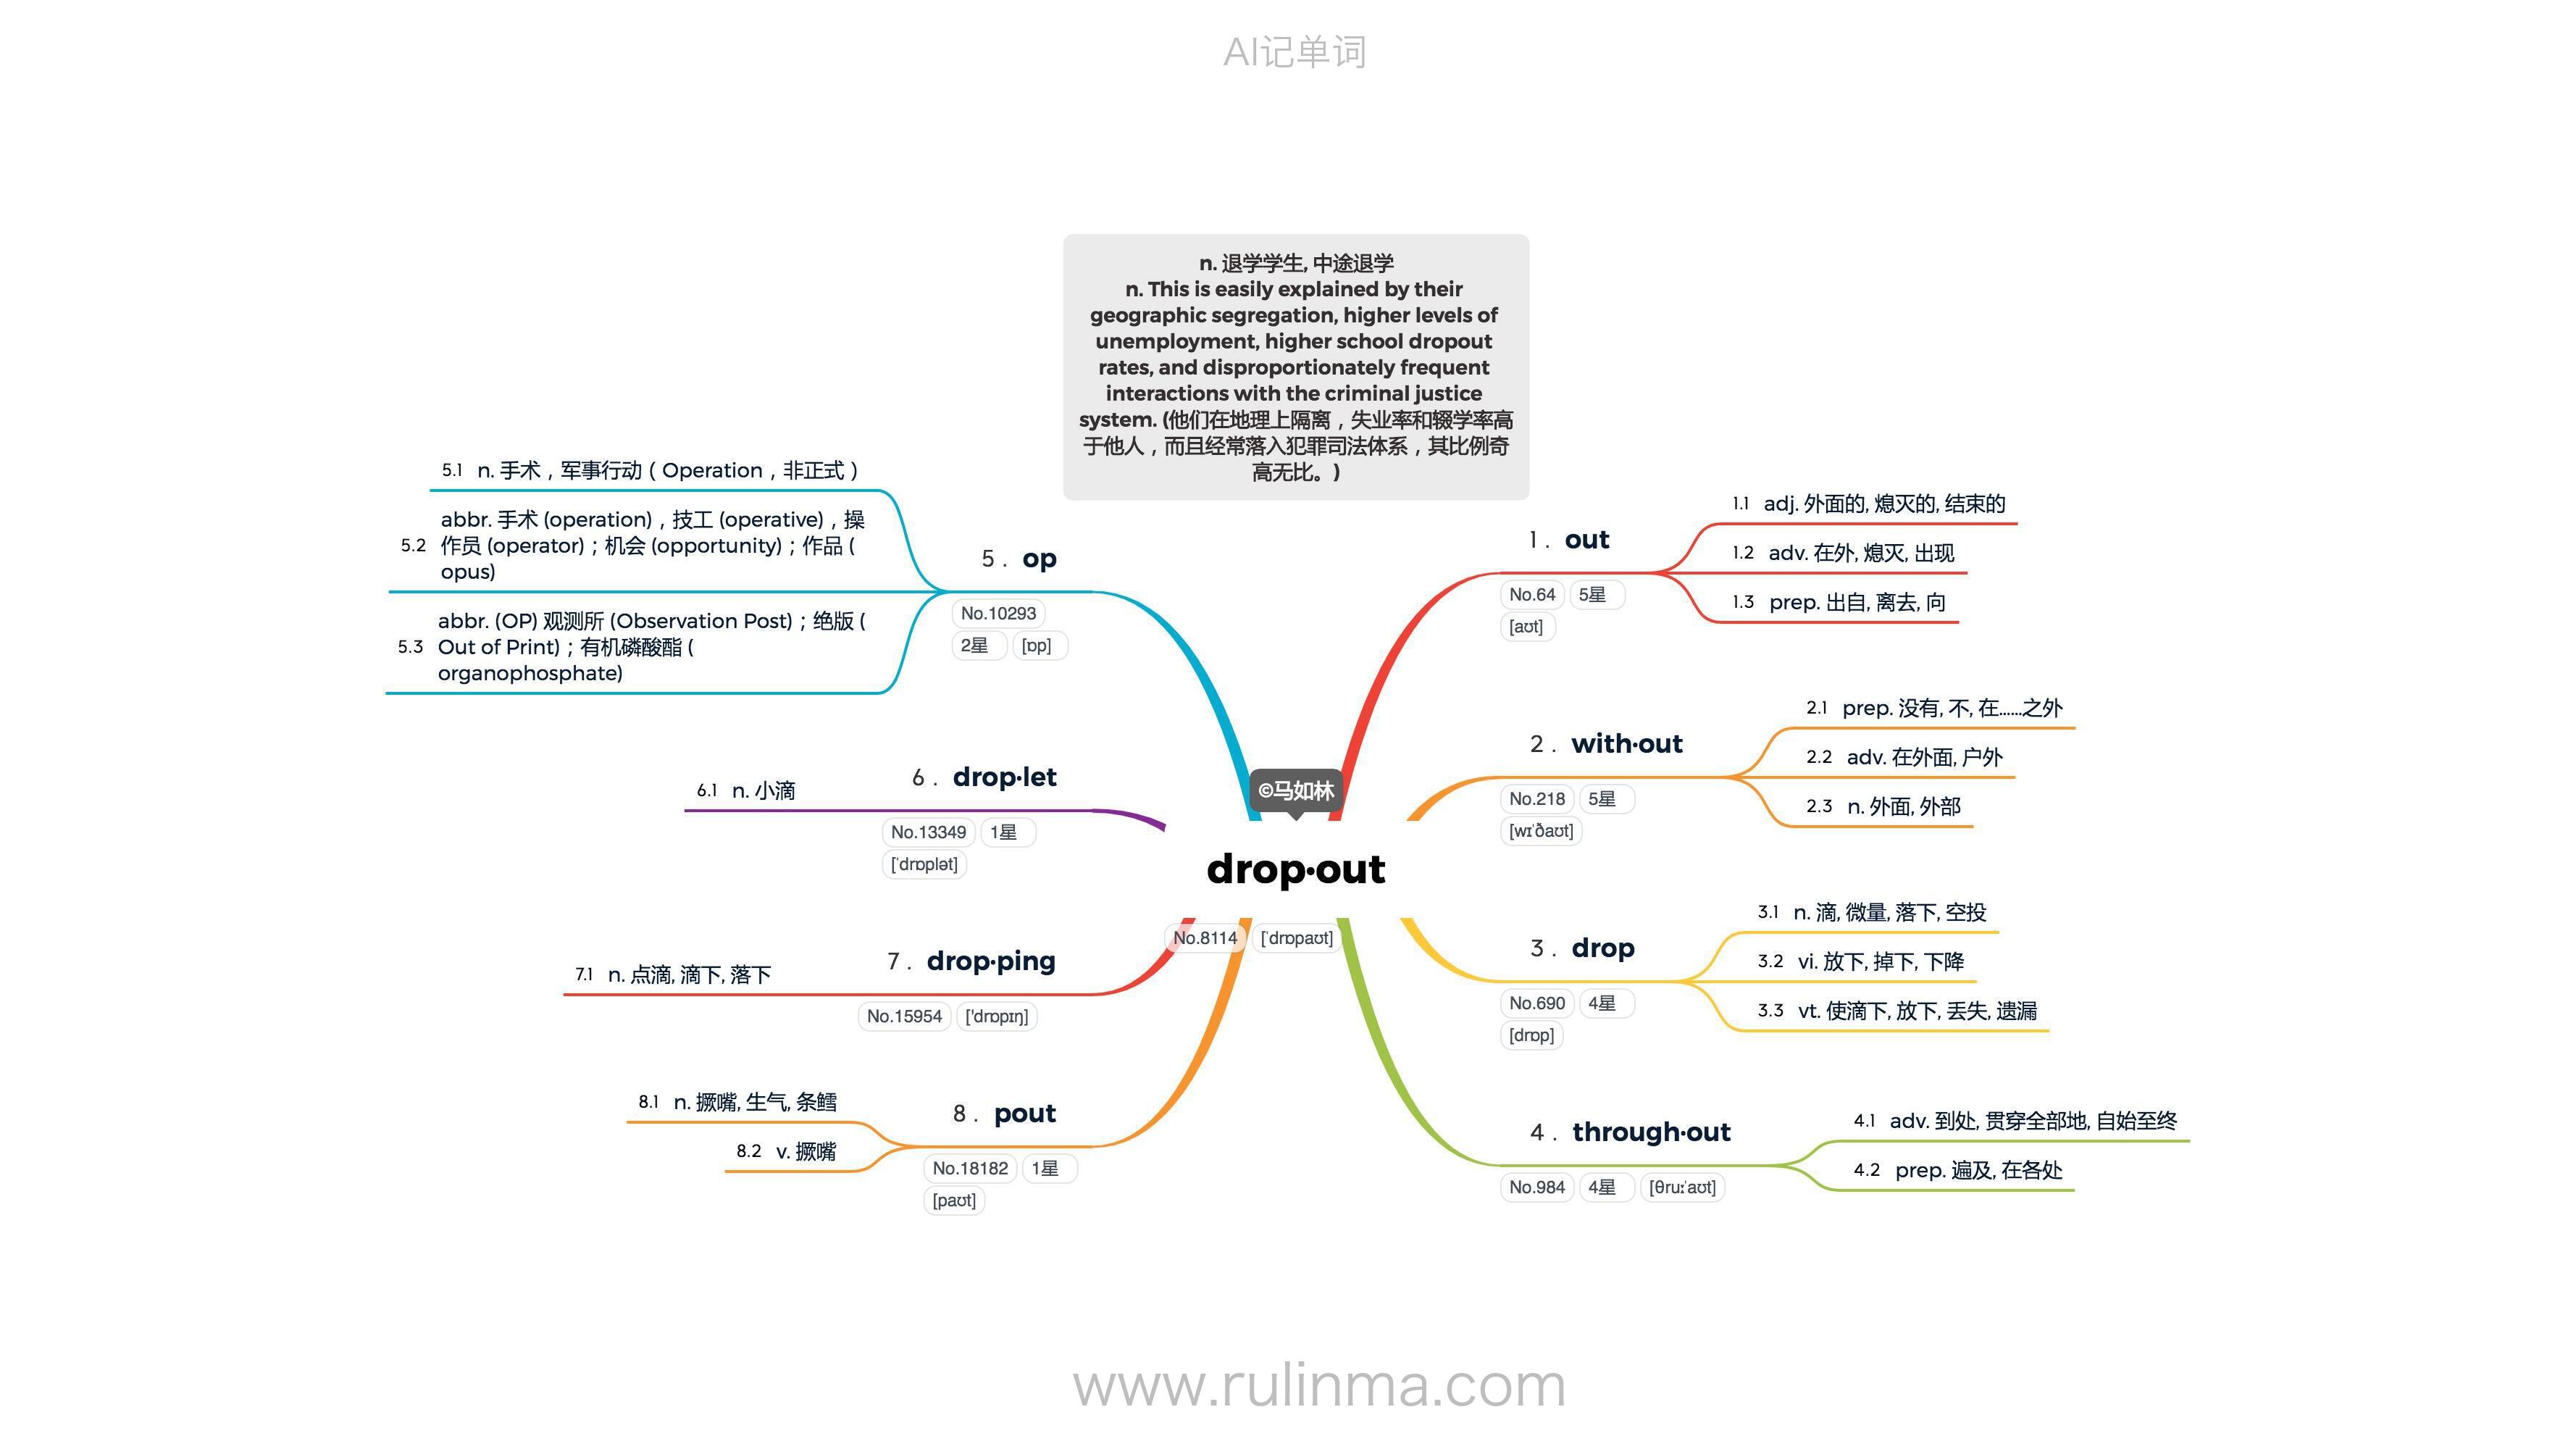 AI记单词
n. 退学学生, 中途退学
n. This is easily explained by their
geographic segregation, higher levels of
unemployment, higher school dropout
rates, and disproportionately frequent
interactions with the criminal justice
system. (他们在地理上隔离，失业率和辍学率高
于他人，而且经常落入犯罪司法体系，其比例奇
高无比。)
©马如林
drop·out
No.8114 [ˈdrɒpaʊt]
1. out
No.64 5星
[aʊt]
1.1 adj. 外面的, 熄灭的, 结束的
1.2 adv. 在外, 熄灭, 出现
1.3 prep. 出自, 离去, 向
2. with·out
No.218 5星
[wɪˈðaʊt]
2.1 prep. 没有, 不, 在......之外
2.2 adv. 在外面, 户外
2.3 n. 外面, 外部
3. drop
No.690 4星
[drɒp]
3.1 n. 滴, 微量, 落下, 空投
3.2 vi. 放下, 掉下, 下降
3.3 vt. 使滴下, 放下, 丢失, 遗漏
4. through·out
No.984 4星 [θruːˈaʊt]
4.1 adv. 到处, 贯穿全部地, 自始至终
4.2 prep. 遍及, 在各处
5. op
No.10293
2星 [ɒp]
5.1 n. 手术，军事行动（Operation，非正式）
5.2 abbr. 手术 (operation)，技工 (operative)，操
作员 (operator)；机会 (opportunity)；作品 (
opus)
5.3 abbr. (OP) 观测所 (Observation Post)；绝版 (
Out of Print)；有机磷酸酯 (
organophosphate)
6. drop·let
No.13349 1星
[ˈdrɒplət]
6.1 n. 小滴
7. drop·ping
No.15954 ['drɒpɪŋ]
7.1 n. 点滴, 滴下, 落下
8. pout
No.18182 1星
[paʊt]
8.1 n. 撅嘴, 生气, 条鳕
8.2 v. 撅嘴
www.rulinma.com